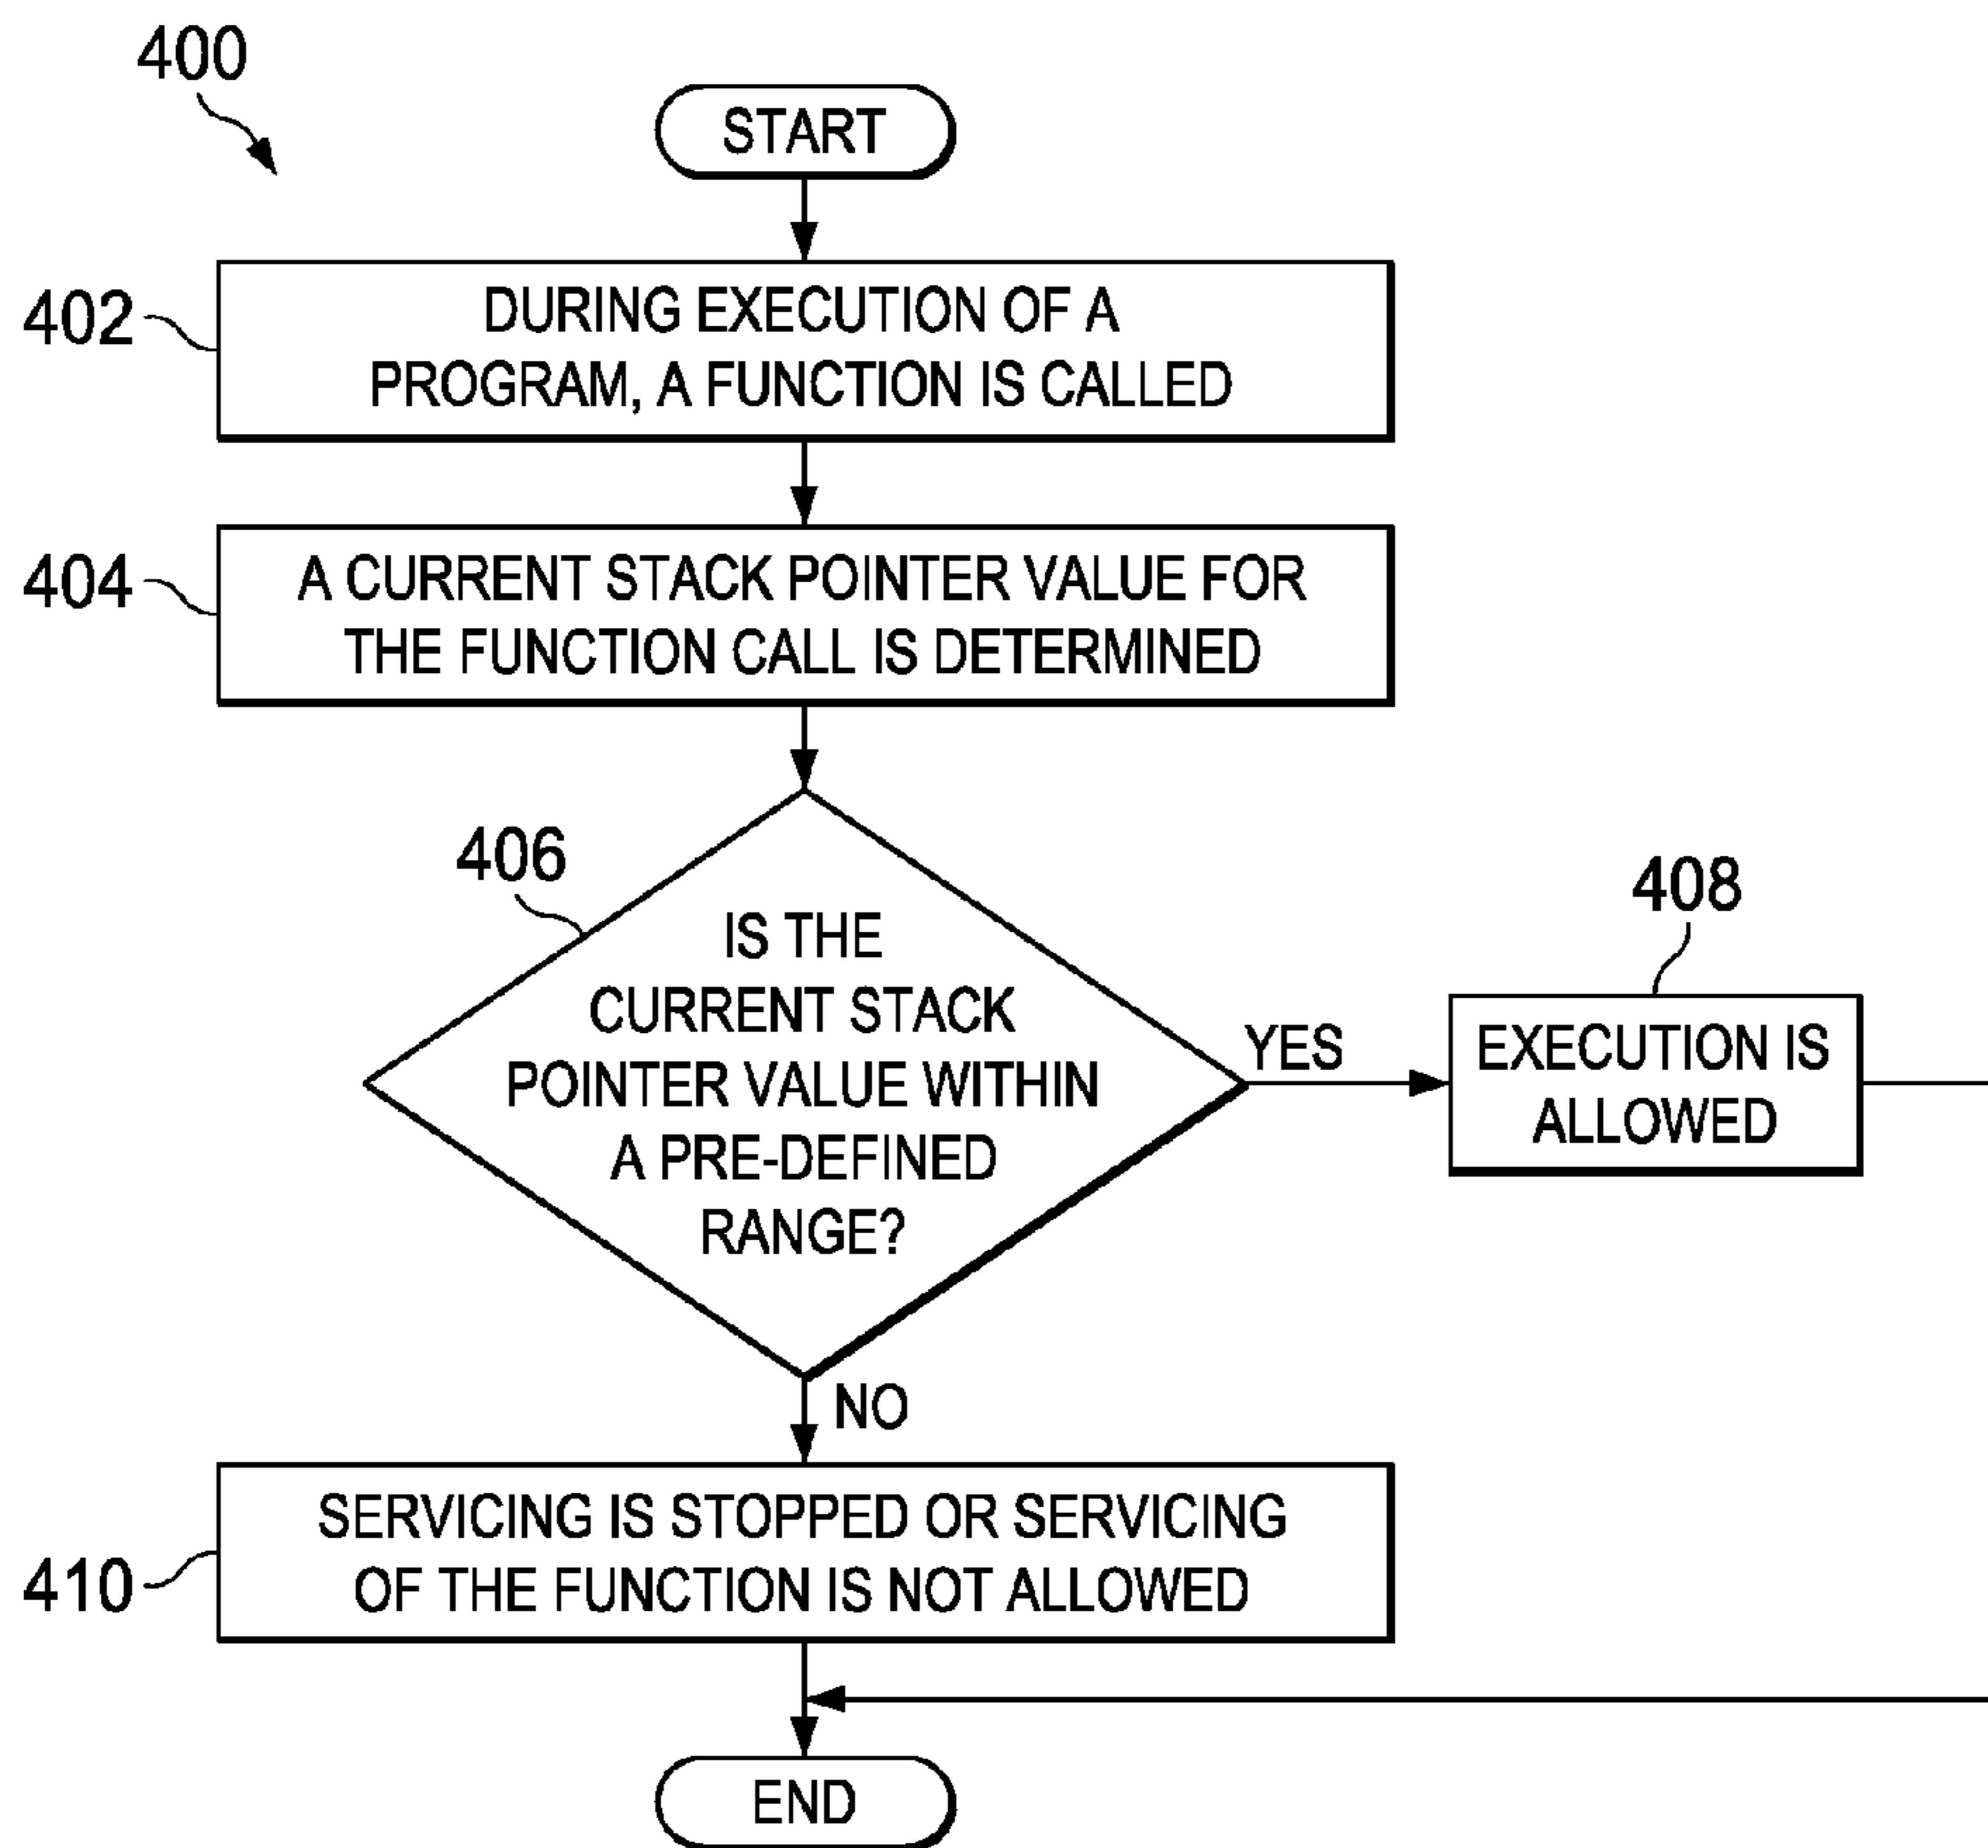 400
START
402
DURING EXECUTION OF A
PROGRAM, A FUNCTION IS CALLED
404
A CURRENT STACK POINTER VALUE FOR
THE FUNCTION CALL IS DETERMINED
406
IS THE
CURRENT STACK
POINTER VALUE WITHIN
A PRE-DEFINED
RANGE?
YES
408
EXECUTION IS
ALLOWED
NO
410
SERVICING IS STOPPED OR SERVICING
OF THE FUNCTION IS NOT ALLOWED
END